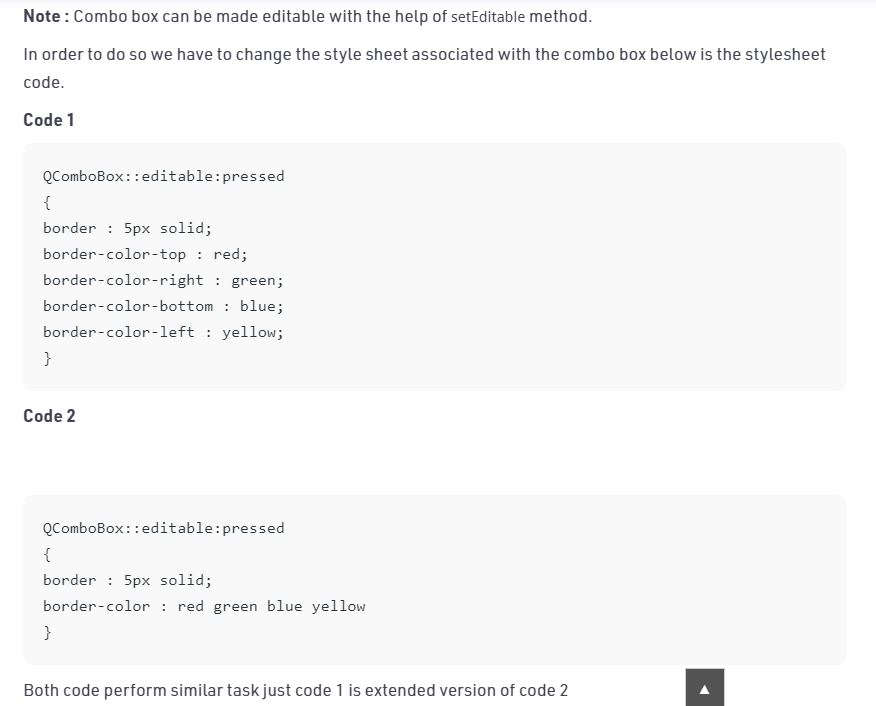 Note : Combo box can be made editable with the help of setEditable method.
In order to do so we have to change the style sheet associated with the combo box below is the stylesheet
code.
Code 1
QComboBox::editable:pressed
{
border : 5px solid;
border-color-top : red;
border-color-right : green;
border-color-bottom : blue;
border-color-left : yellow;
}
Code 2
QComboBox::editable:pressed
{
border : 5px solid;
border-color : red green blue yellow
}
Both code perform similar task just code 1 is extended version of code 2